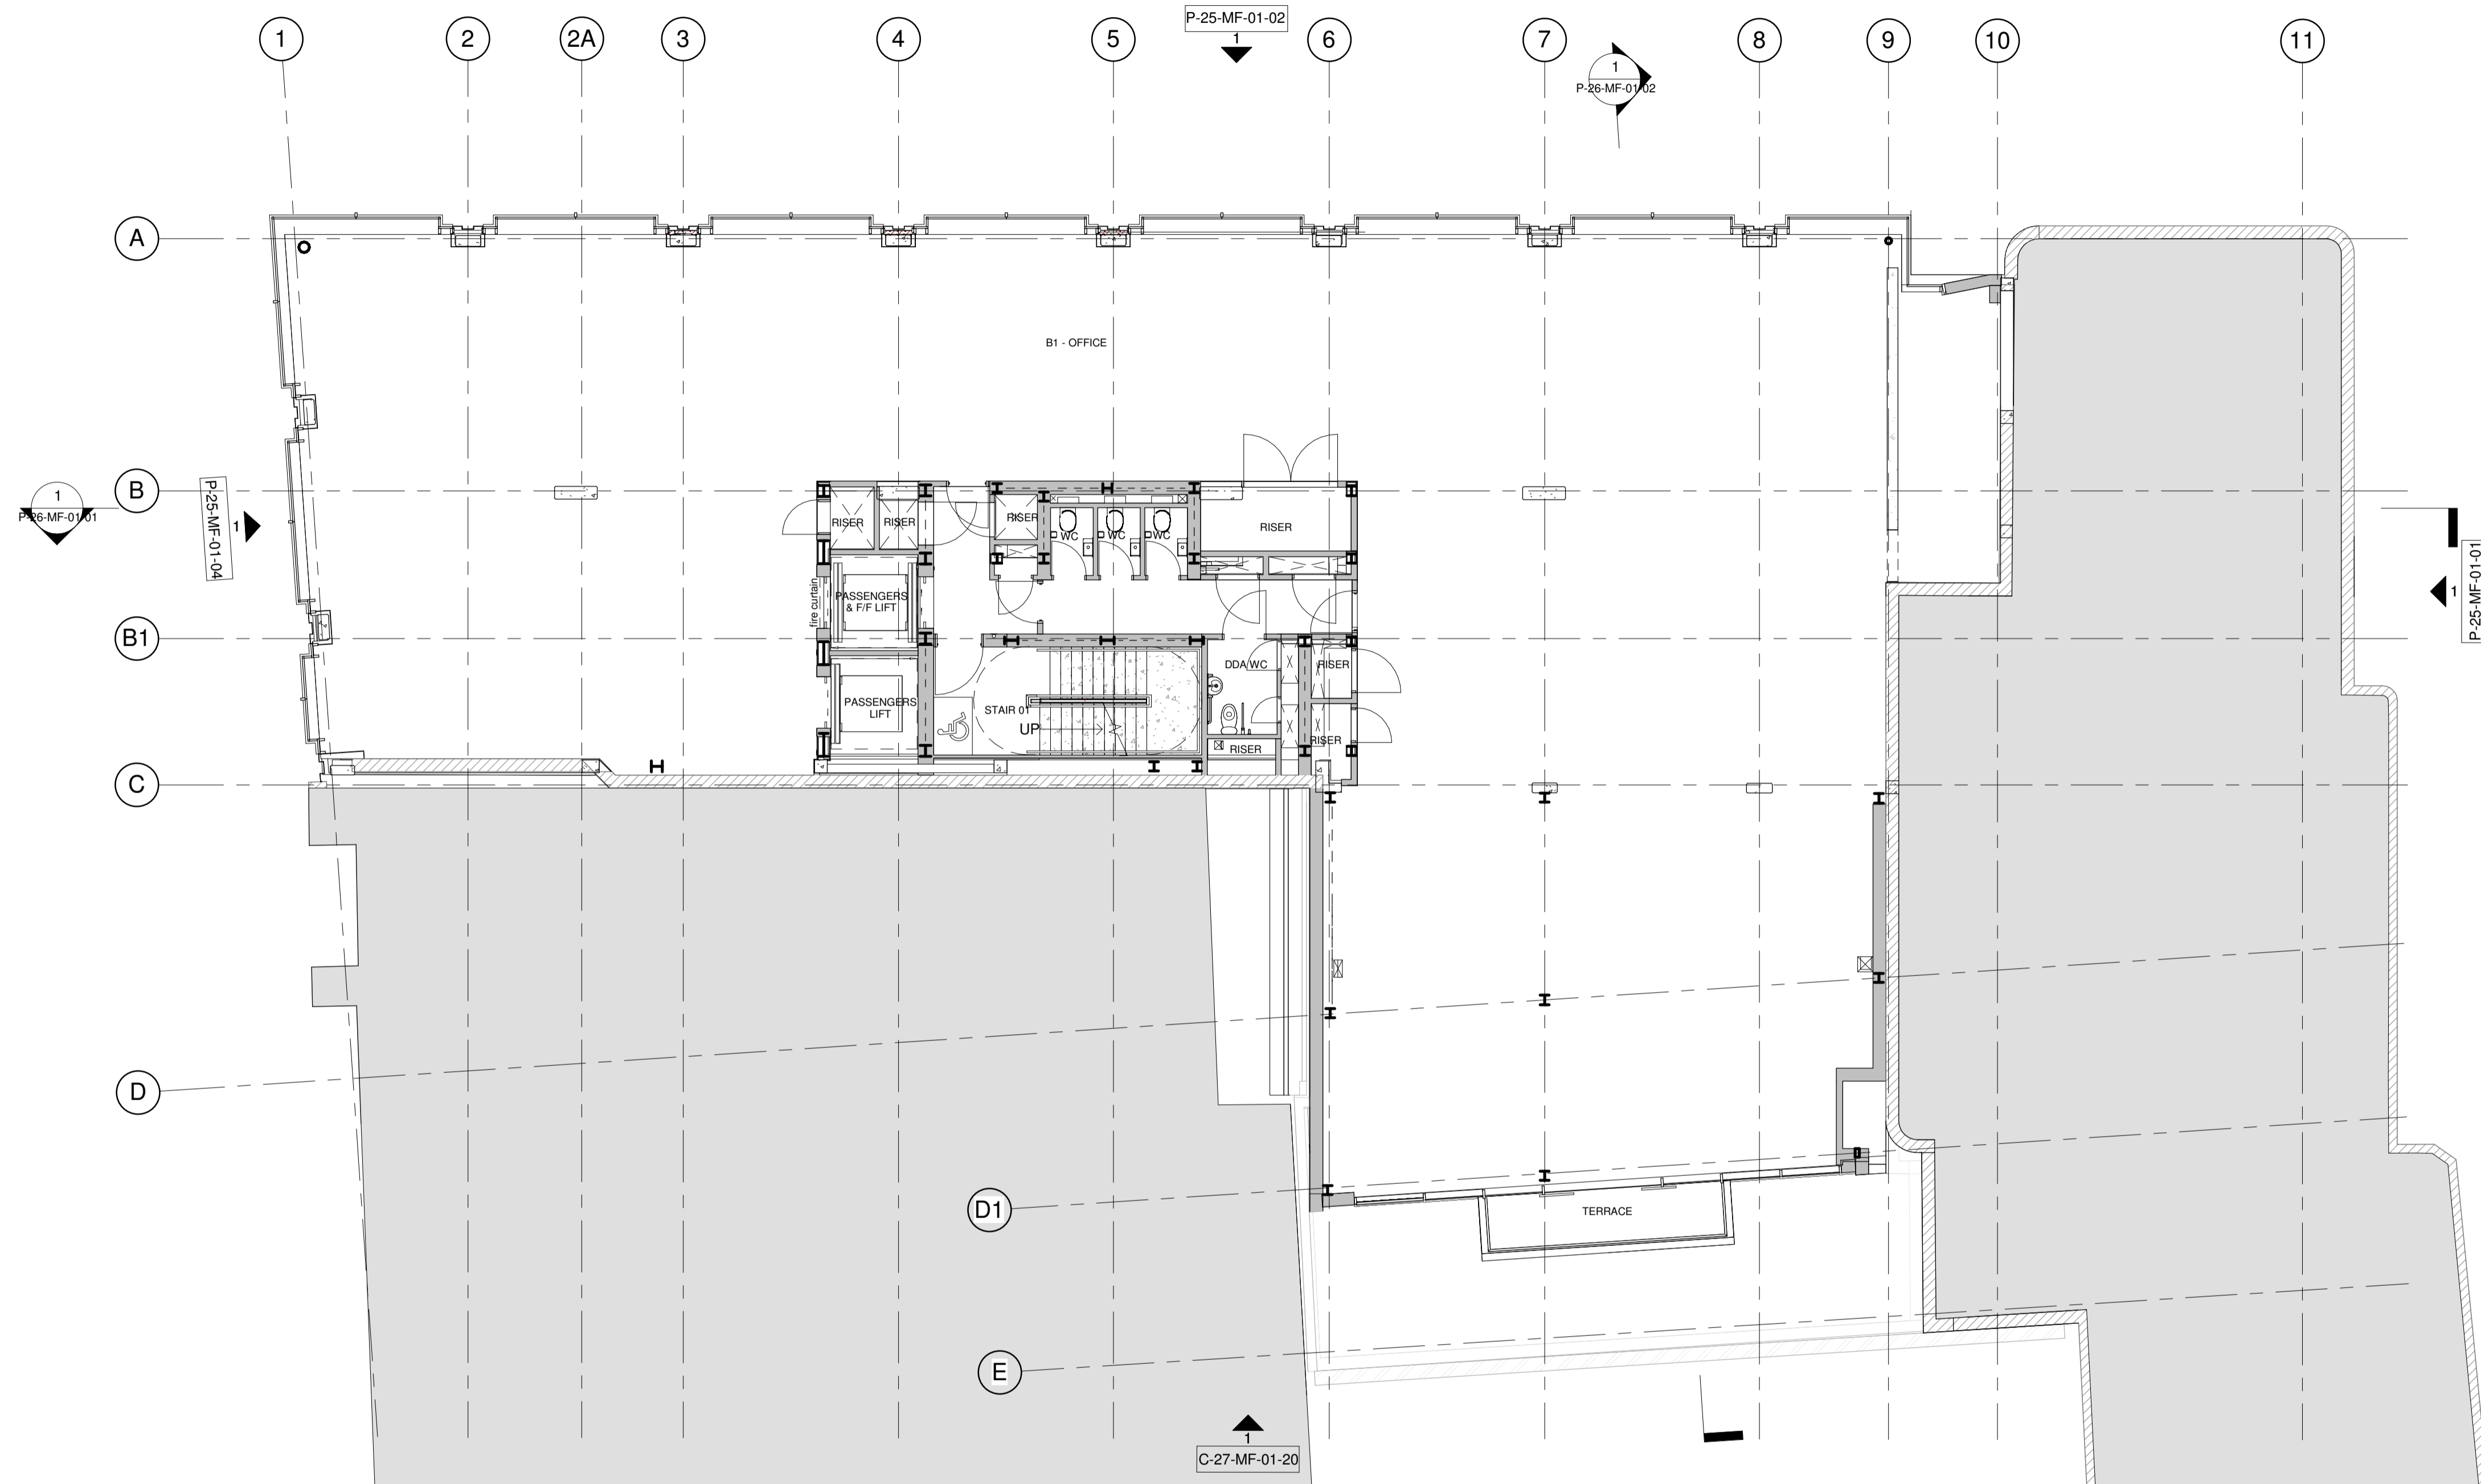 P-25-MF-01-02
1
1
2
2A
3
4
5
6
7
8
9
10
11
1
P-26-MF-01-02
A
B1 - OFFICE
B
1
P-26-MF-01-01
P-25-MF-01-04
1
RISER
RISER
RISER
WC
WC
WC
RISER
fire curtain
PASSENGERS
& F/F LIFT
P-25-MF-01-01
1
B1
DDA WC
RISER
PASSENGERS
LIFT
STAIR 01
UP
RISER
RISER
C
D
D1
TERRACE
E
1
C-27-MF-01-20